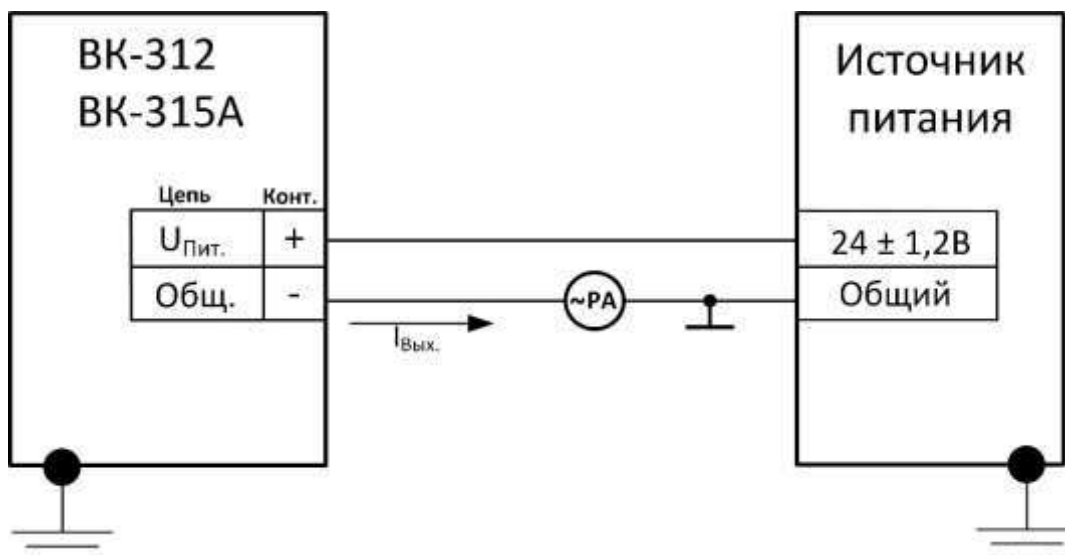 ВК-312
ВК-315А
Источник
питания
Цепь Конт.
UПит. +
Общ. -
24 ± 1,2В
Общий
~PA
IВых.